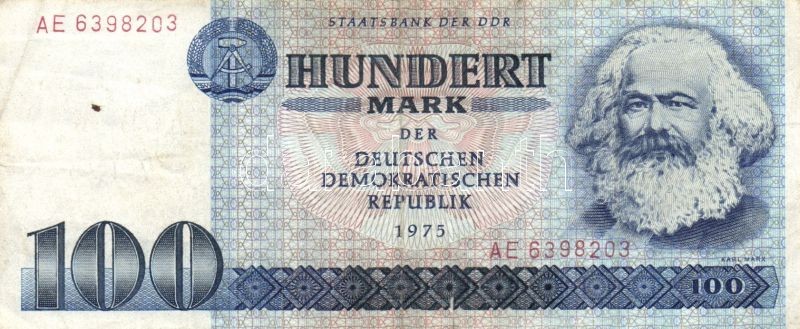 STAATSBANK DER DDR
AE 6398203
HUNDERT
MARK
DER
DEUTSCHEN
DEMOKRATISCHEN
REPUBLIK
1975
AE 6398203
KARL MARX
100
100